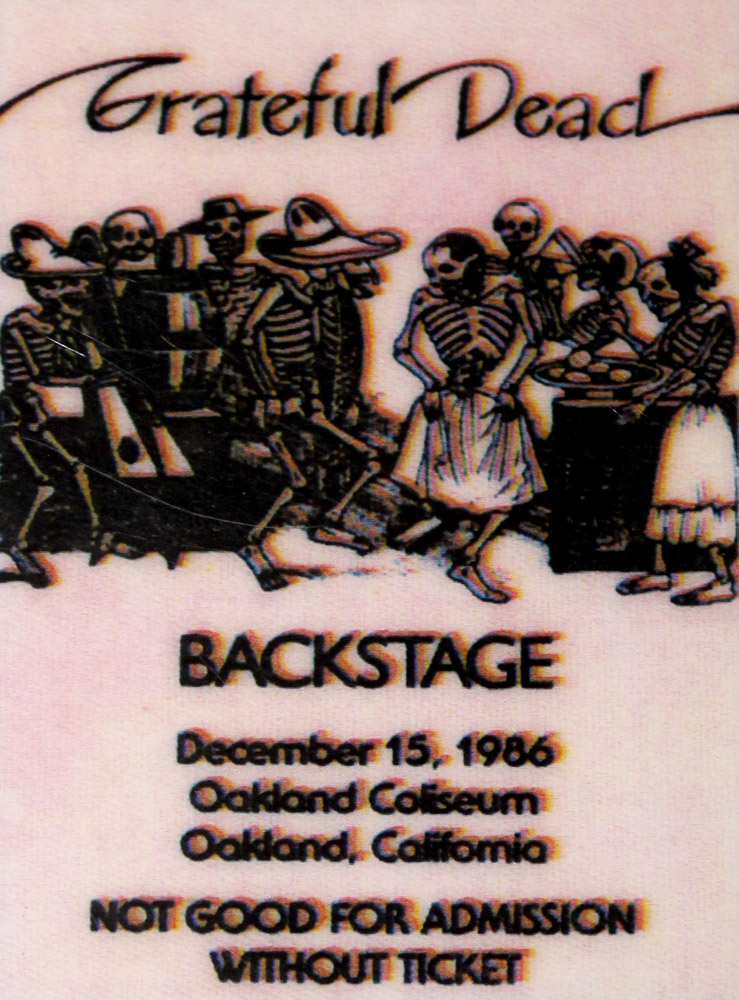 Grateful Dead
BACKSTAGE
December 15, 1986
Oakland Coliseum
Oakland, California
NOT GOOD FOR ADMISSION
WITHOUT TICKET